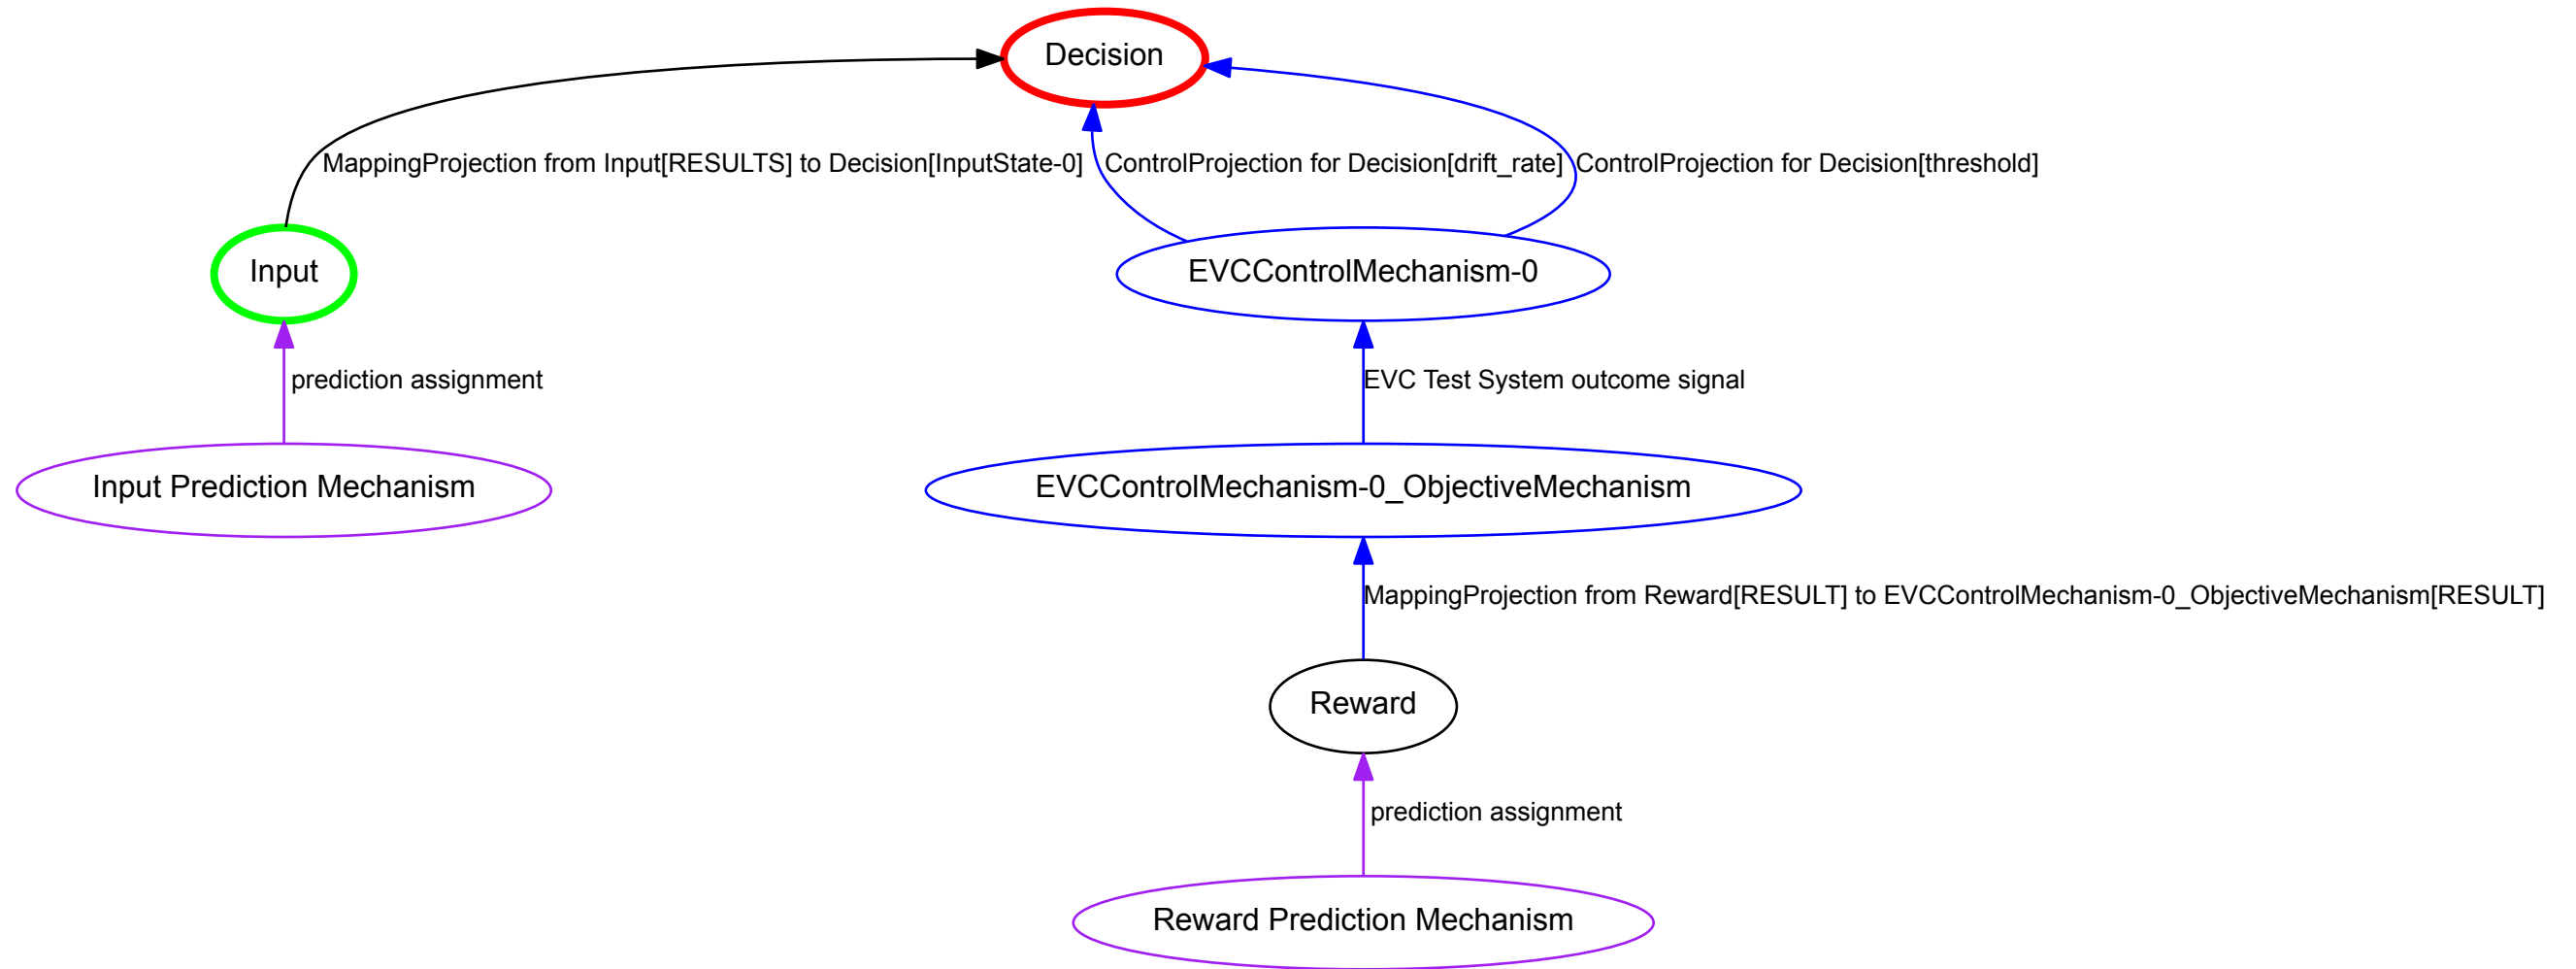 Decision
MappingProjection from Input[RESULTS] to Decision[InputState-0]
ControlProjection for Decision[drift_rate]
ControlProjection for Decision[threshold]
Input
EVCControlMechanism-0
prediction assignment
EVC Test System outcome signal
Input Prediction Mechanism
EVCControlMechanism-0_ObjectiveMechanism
MappingProjection from Reward[RESULT] to EVCControlMechanism-0_ObjectiveMechanism[RESULT]
Reward
prediction assignment
Reward Prediction Mechanism